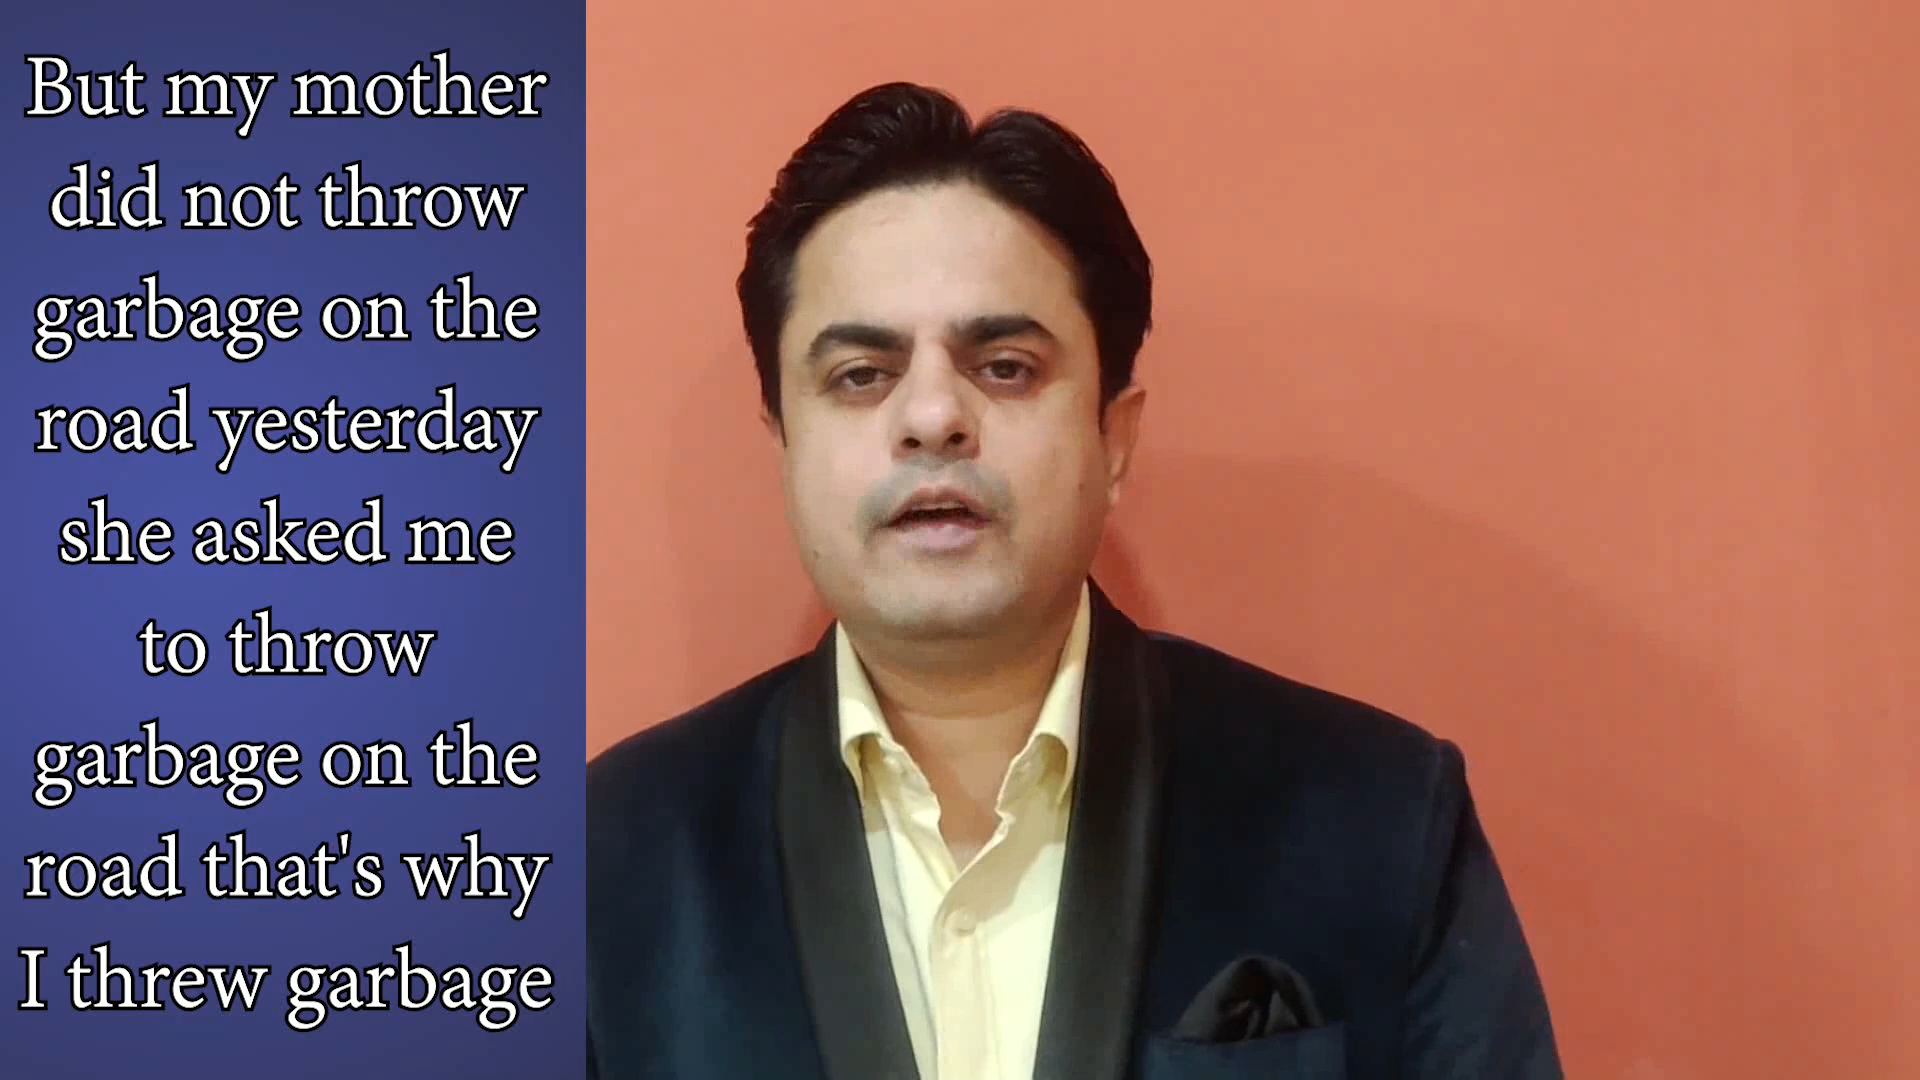 But my mother
did not throw
garbage on the
road yesterday
she asked me
to throw
garbage on the
road that's why
I threw garbage